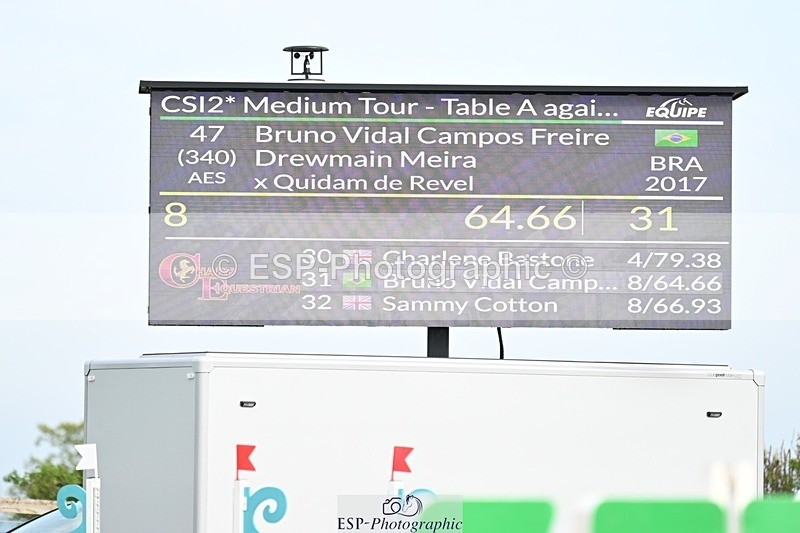 CSI2* Medium Tour - Table A agai... EQUIPE
47 Bruno Vidal Campos Freire
(340) Drewmain Meira BRA
AES x Quidam de Revel 2017
8 64.66 31
30 Charlene Bastone 4/79.38
© ESP-Photographic ©
31 Bruno Vidal Camp... 8/64.66
32 Sammy Cotton 8/66.93
Equestrian
ESP-Photographic